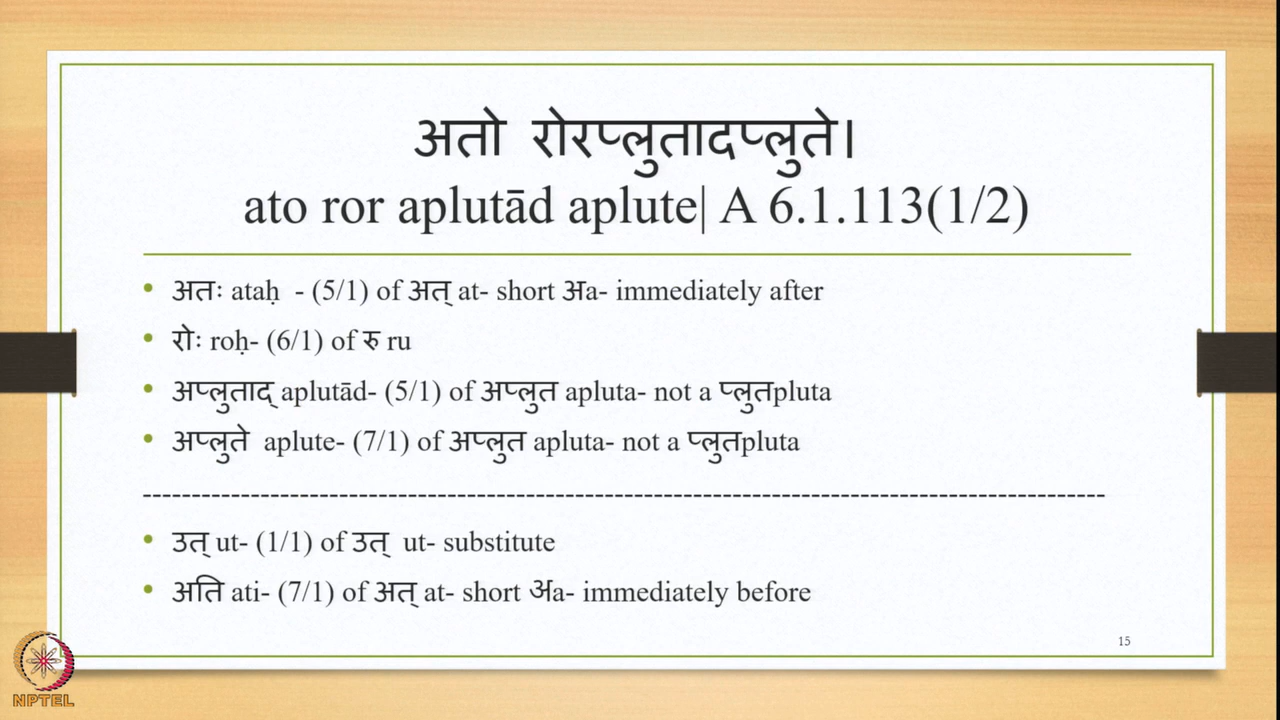 अतो रोरप्लुतादप्लुते।
ato ror aplutād aplute| A 6.1.113(1/2)
• अतः ataḥ - (5/1) of अत् at- short अa- immediately after
• रोः roḥ- (6/1) of रु ru
• अप्लुताद् aplutād- (5/1) of अप्लुत apluta- not a प्लुतpluta
• अप्लुते aplute- (7/1) of अप्लुत apluta- not a प्लुतpluta
--------------------------------------------------------------------------------------------------
• उत् ut- (1/1) of उत् ut- substitute
• अति ati- (7/1) of अत् at- short अa- immediately before
15
NPTEL